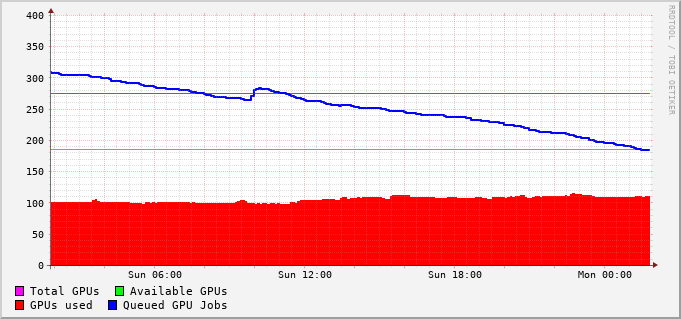 400
350
300
250
200
150
100
50
0
Sun 06:00 Sun 12:00 Sun 18:00 Mon 00:00
Total GPUs Available GPUs
GPUs used Queued GPU Jobs
RRDTOOL / TOBI OETIKER